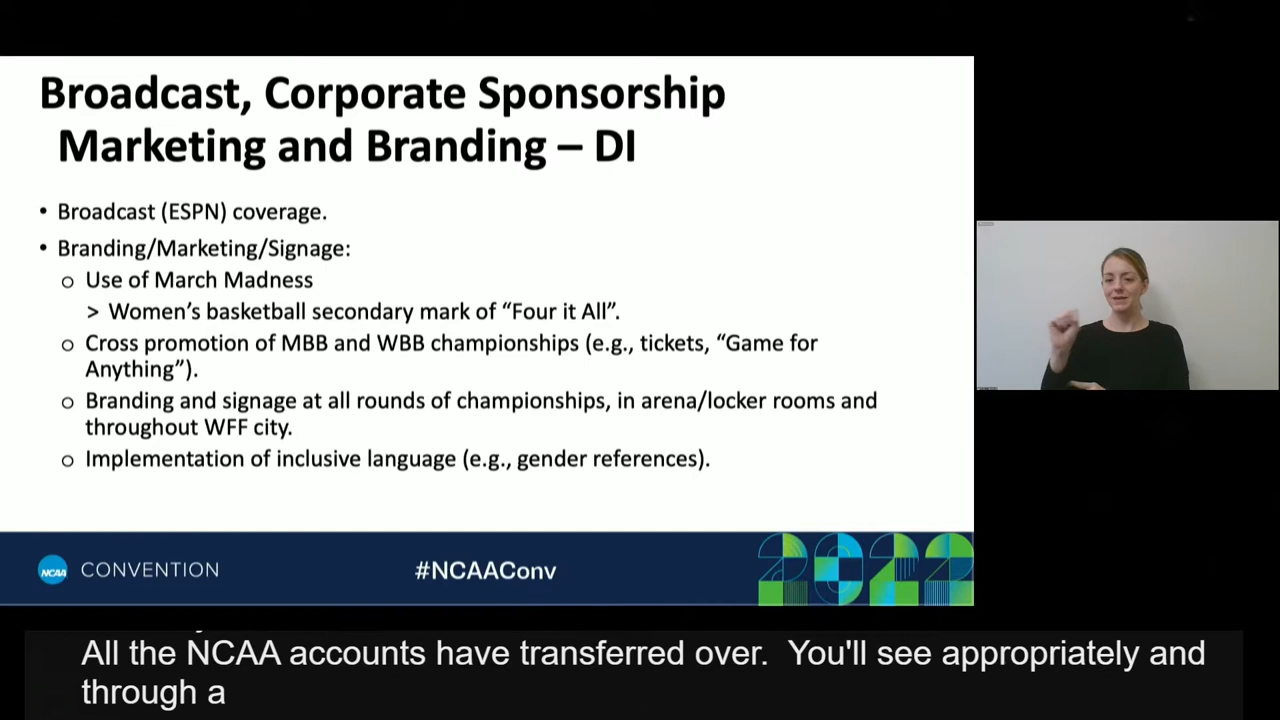 Broadcast, Corporate Sponsorship
Marketing and Branding – DI
• Broadcast (ESPN) coverage.
• Branding/Marketing/Signage:
o Use of March Madness
> Women’s basketball secondary mark of “Four it All”.
o Cross promotion of MBB and WBB championships (e.g., tickets, “Game for
Anything”).
o Branding and signage at all rounds of championships, in arena/locker rooms and
throughout WFF city.
o Implementation of inclusive language (e.g., gender references).
NCAA CONVENTION
#NCAAConv
2022
All the NCAA accounts have transferred over. You'll see appropriately and
through a